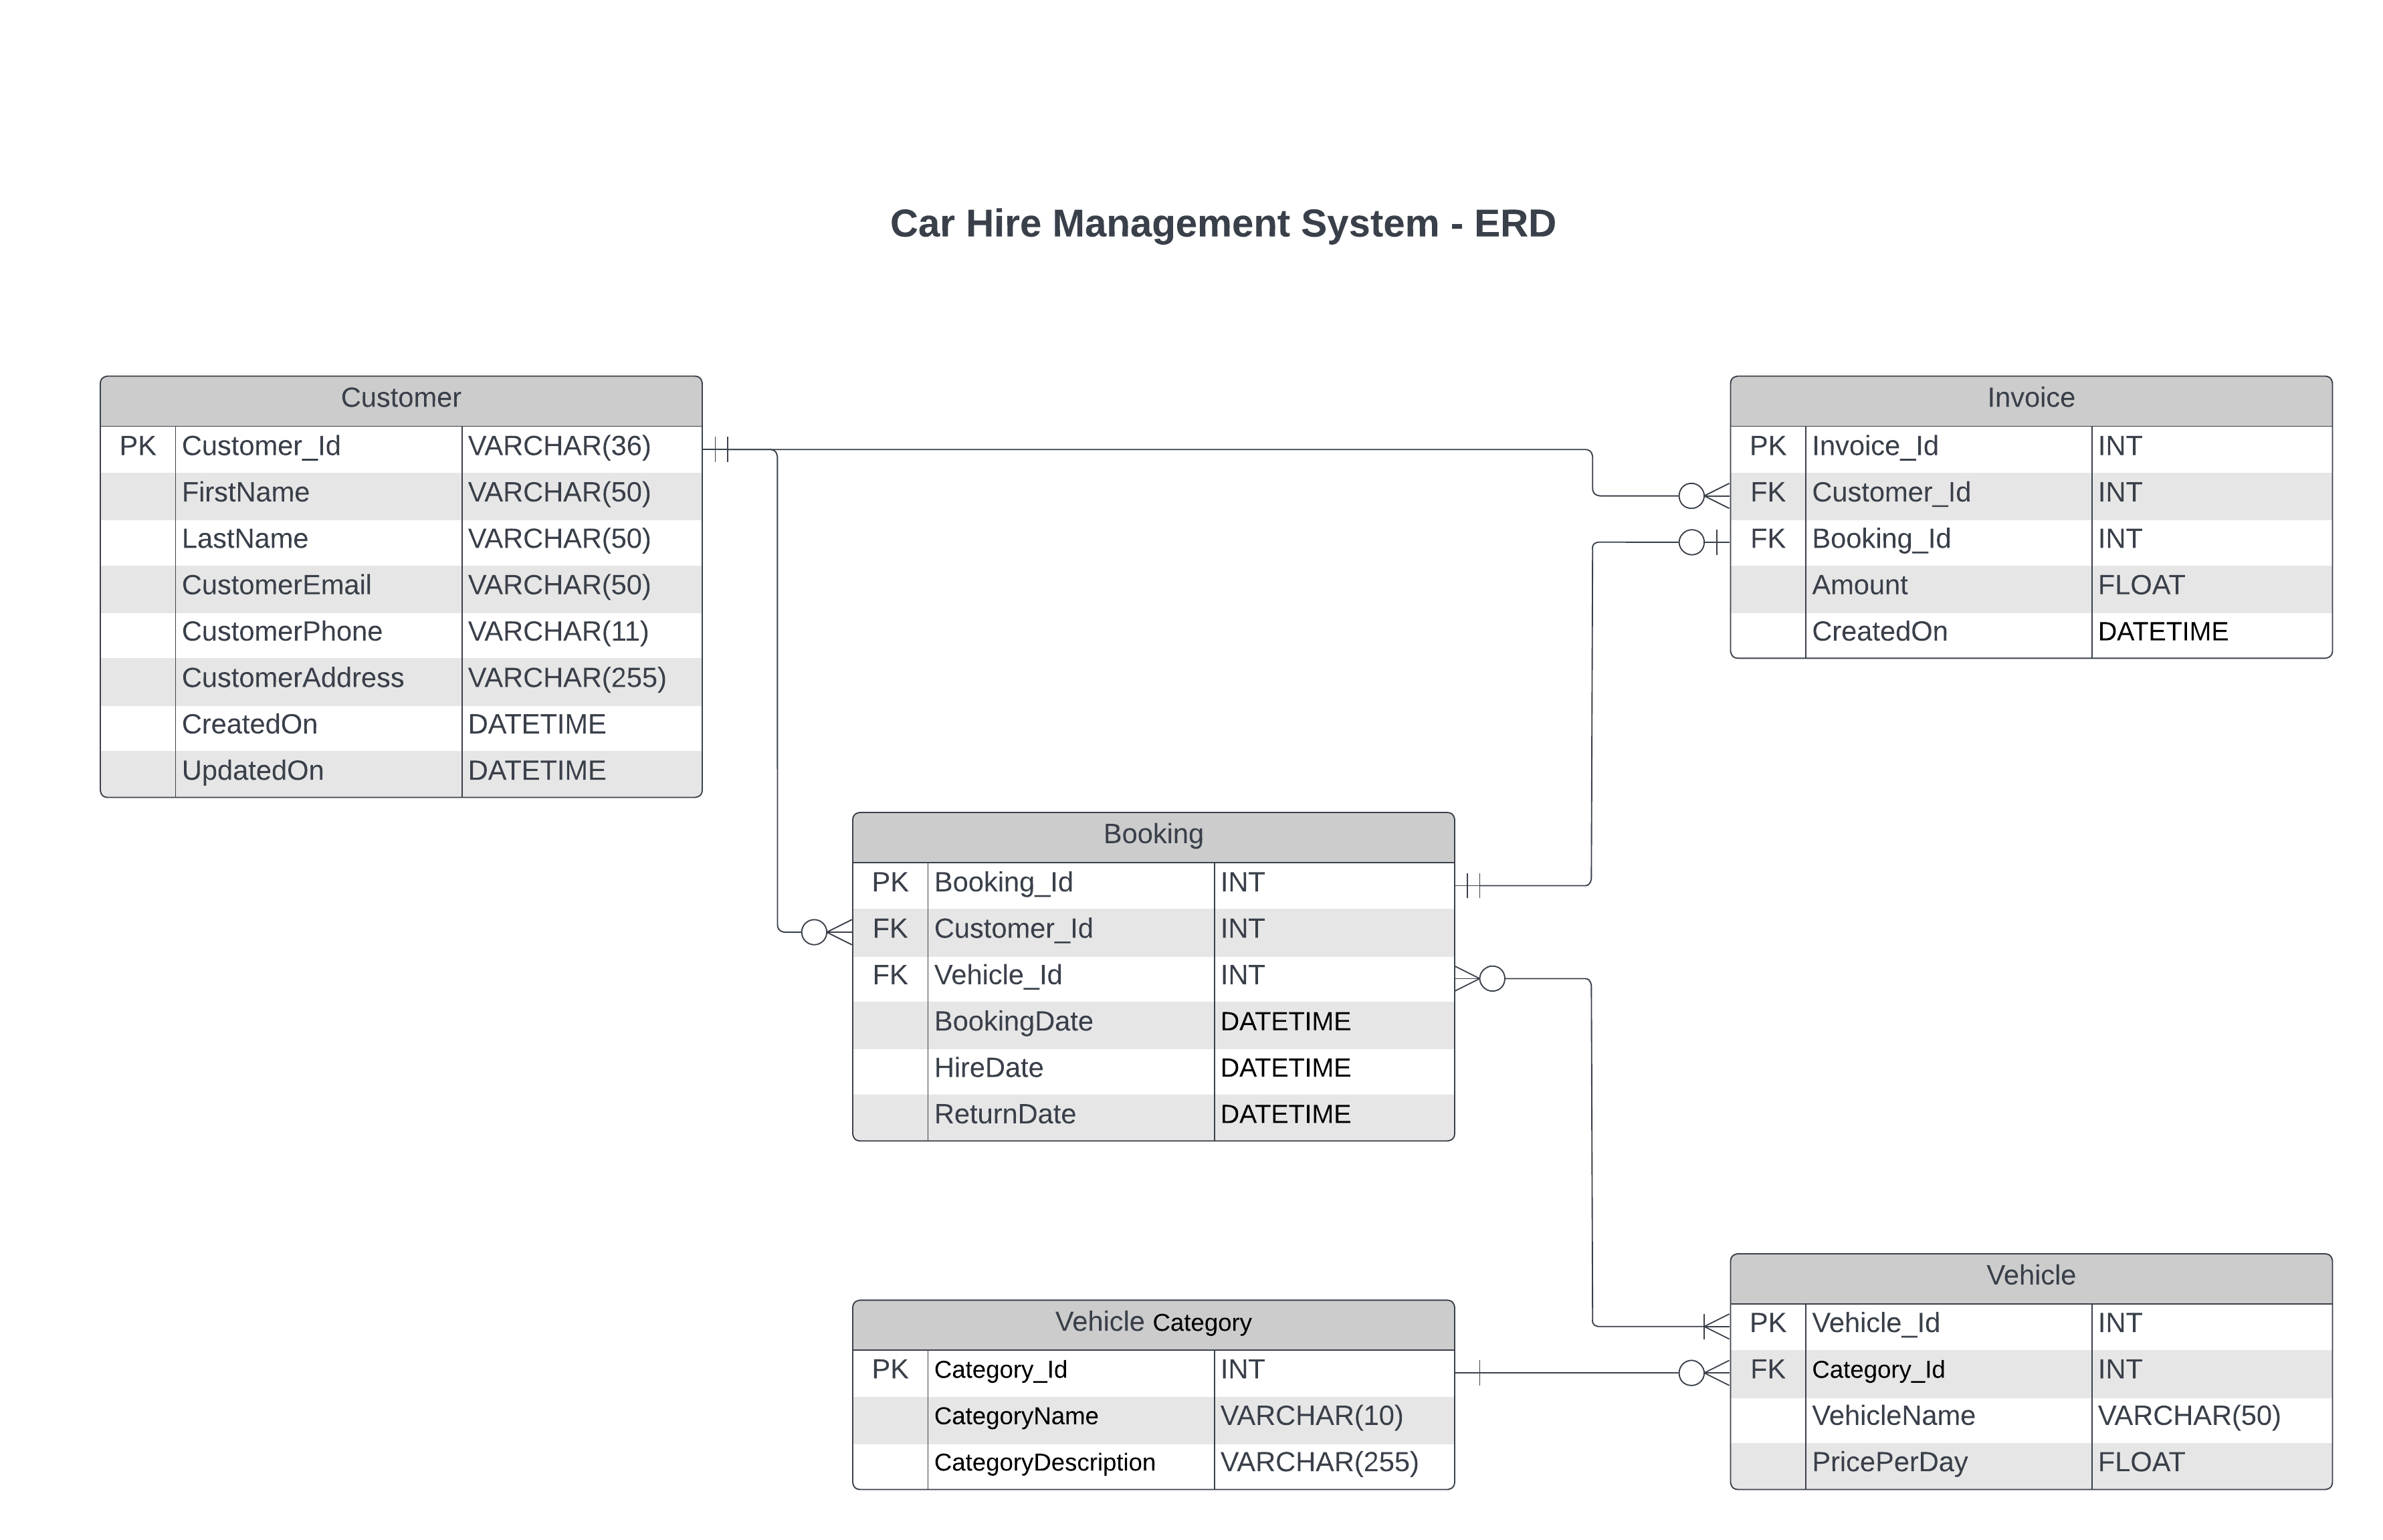 Car Hire Management System - ERD
Customer
PK Customer_Id VARCHAR(36)
FirstName VARCHAR(50)
LastName VARCHAR(50)
CustomerEmail VARCHAR(50)
CustomerPhone VARCHAR(11)
CustomerAddress VARCHAR(255)
CreatedOn DATETIME
UpdatedOn DATETIME
Invoice
PK Invoice_Id INT
FK Customer_Id INT
FK Booking_Id INT
Amount FLOAT
CreatedOn DATETIME
Booking
PK Booking_Id INT
FK Customer_Id INT
FK Vehicle_Id INT
BookingDate DATETIME
HireDate DATETIME
ReturnDate DATETIME
Vehicle Category
PK Category_Id INT
CategoryName VARCHAR(10)
CategoryDescription VARCHAR(255)
Vehicle
PK Vehicle_Id INT
FK Category_Id INT
VehicleName VARCHAR(50)
PricePerDay FLOAT